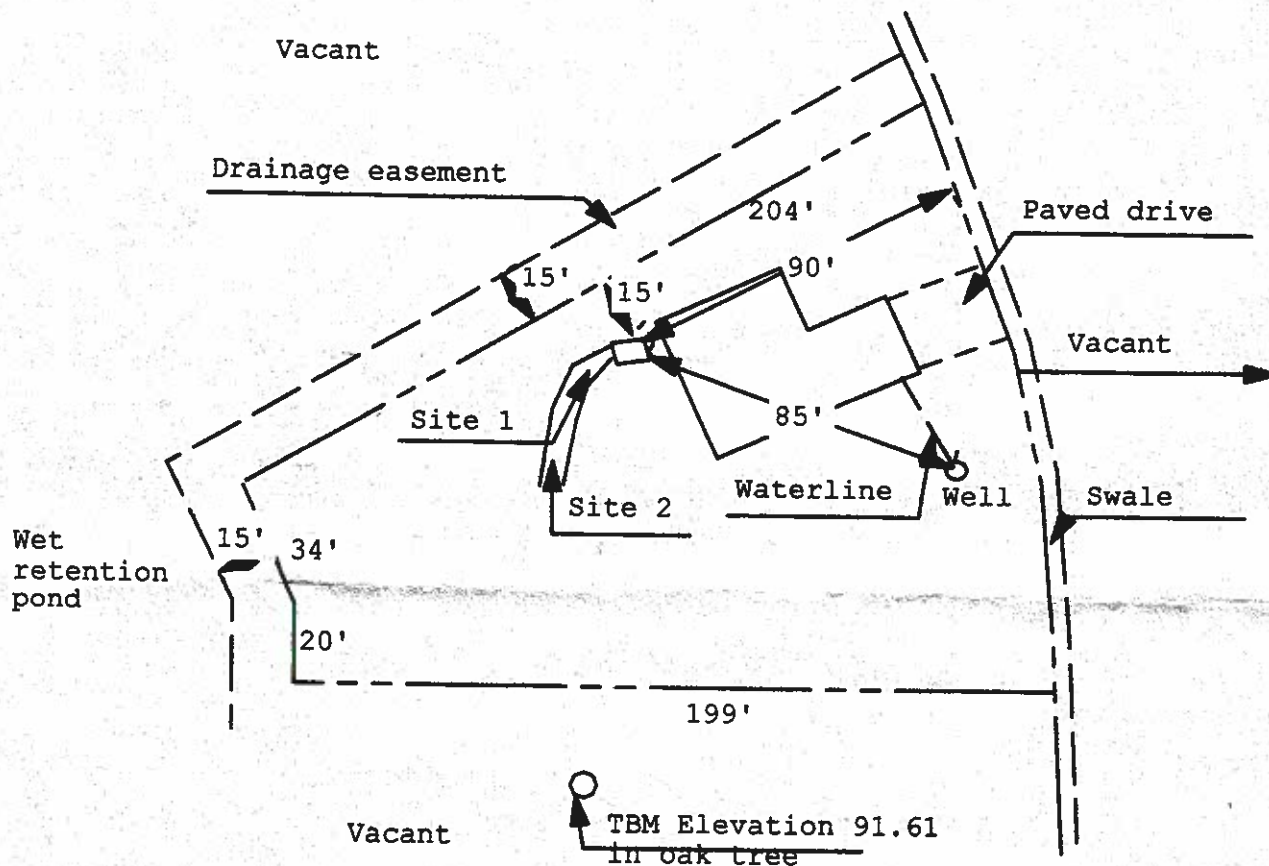 Vacant
Drainage easement
204'
Paved drive
15'
15'
90'
Vacant
Site 1
85'
Site 2
Waterline
Well
Swale
Wet
retention
pond
15'
34'
20'
199'
Vacant
TBM Elevation 91.61
in oak tree